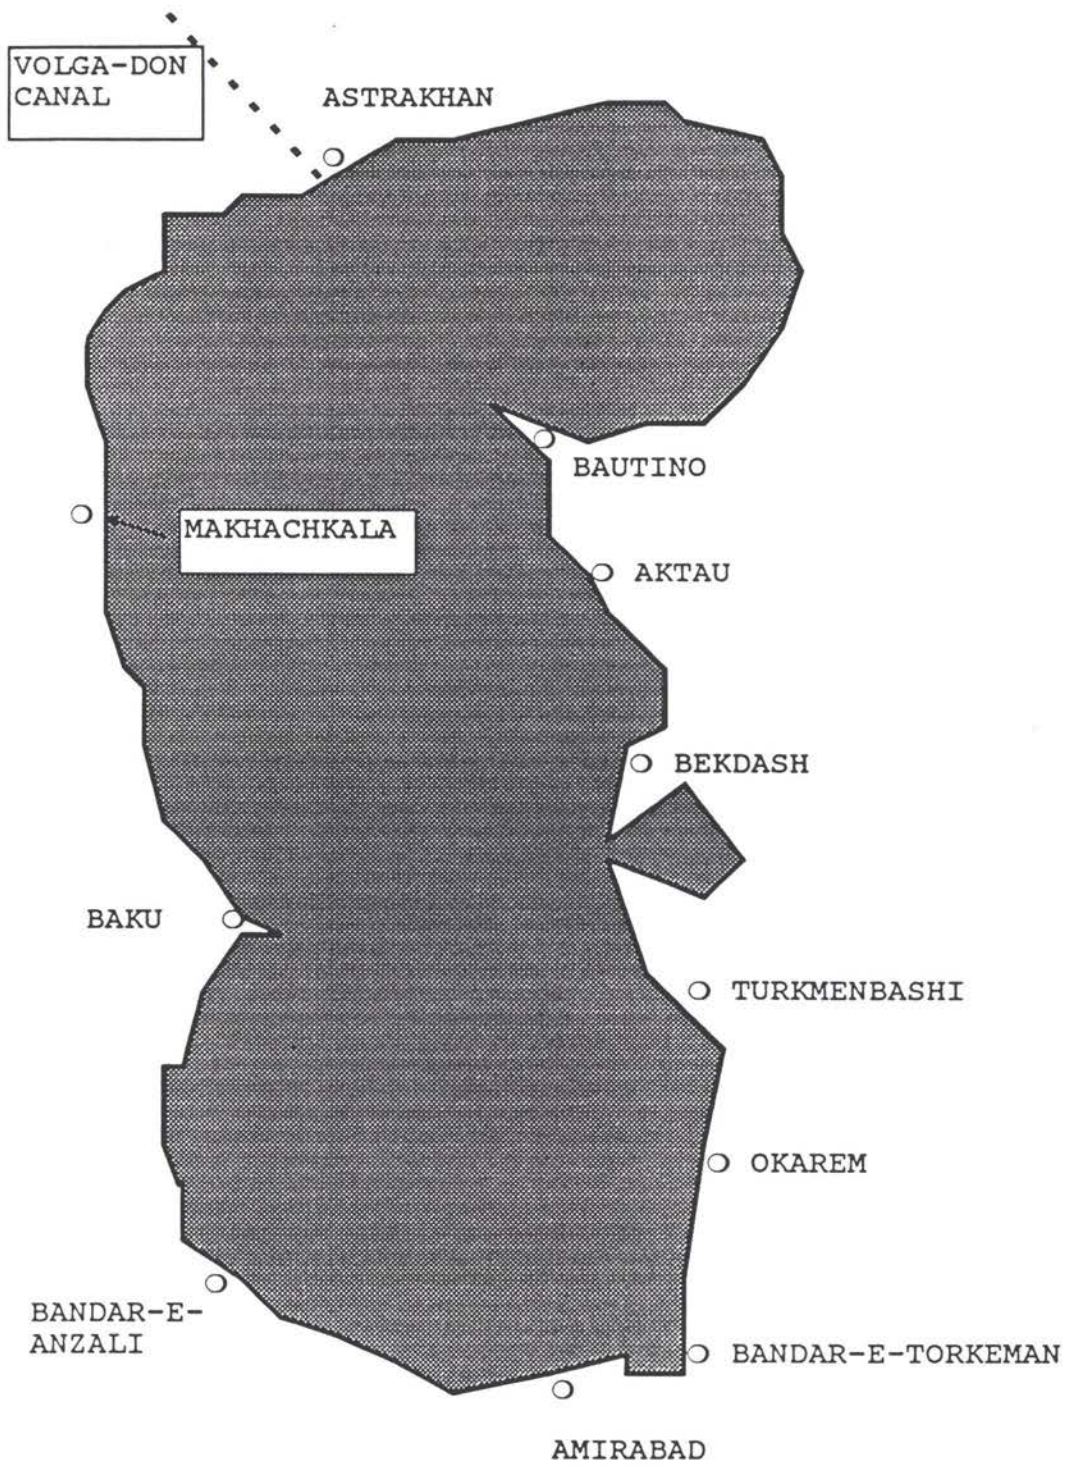 VOLGA-DON
CANAL
ASTRAKHAN
BAUTINO
MAKHACHKALA
AKTAU
BEKDASH
BAKU
TURKMENBASHI
OKAREM
BANDAR-E-
ANZALI
BANDAR-E-TORKEMAN
AMIRABAD